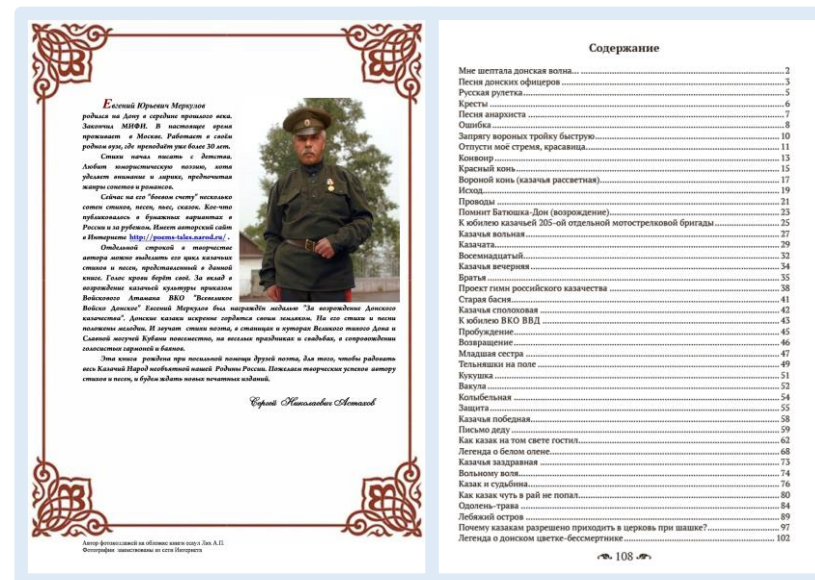 Евгений Юрьевич Меркулов
родился на Дону в середине прошлого века.
Закончил МИФИ. В настоящее время
проживает в Москве. Работает в своём
родном вузе, где преподаёт уже более 30 лет.
Стихи начал писать с детства.
Любит юмористическую поэзию, хотя
уделяет внимание и лирике, предпочитая
жанры сонетов и романсов.
Сейчас на его "боевом счету" несколько
сотен стихов, песен, пьес, сказок. Кое-что
публиковалось в бумажных вариантах в
России и за рубежом. Имеет авторский сайт
в Интернете http://poems-tales.narod.ru/ .
Отдельной строкой в творчестве
автора можно выделить его цикл казачьих
стихов и песен, представленный в данной
книге. Голос крови берёт своё. За вклад в
возрождение казачьей культуры приказом
Войскового Атамана ВКО "Всевеликое
Войско Донское" Евгений Меркулов был награждён медалью "За возрождение Донского
казачества". Донские казаки искренне гордятся своим земляком. На его стихи и песни
положены мелодии. И звучат стихи поэта, в станицах и хуторах Великого тихого Дона и
Славной могучей Кубани повсеместно, на веселых праздниках и свадьбах, в сопровождении
голосистых гармоней и баянов.
Эта книга рождена при посильной помощи друзей поэта, для того, чтобы радовать
весь Казачий Народ необъятной нашей Родины России. Пожелаем творческих успехов автору
стихов и песен, и будем ждать новых печатных изданий.
Сергей Николаевич Астахов
Автор фотоколлажей на обложке книги есаул Лях А.П.
Фотографии заимствованы из сети Интернета
Содержание
Мне шептала донская волна... 2
Песня донских офицеров 3
Русская рулетка 5
Кресты 6
Песня анархиста 7
Ошибка 8
Запрягу вороных тройку быструю 10
Отпусти моё стремя, красавица 11
Конвоир 13
Красный конь 15
Вороной конь (казачья рассветная) 17
Исход 19
Проводы 21
Помнит Батюшка-Дон (возрождение) 23
К юбилею казачьей 205-ой отдельной мотострелковой бригады 25
Казачья вольная 27
Казачата 29
Восемнадцатый 32
Казачья вечерняя 34
Братья 35
Проект гимн российского казачества 38
Старая басня 41
Казачья сполоховая 42
К юбилею ВКО ВВД 43
Пробуждение 45
Возвращение 46
Младшая сестра 47
Тельняшки на поле 49
Кукушка 51
Вакула 52
Колыбельная 54
Защита 55
Казачья победная 58
Письмо деду 59
Как казак на том свете гостил 62
Легенда о белом олене 68
Казачья заздравная 73
Вольному воля 74
Казак и судьбина 76
Как казак чуть в рай не попал 80
Одолень-трава 84
Лебяжий остров 89
Почему казакам разрешено приходить в церковь при шашке? 97
Легенда о донском цветке-бессмертнике 102
108